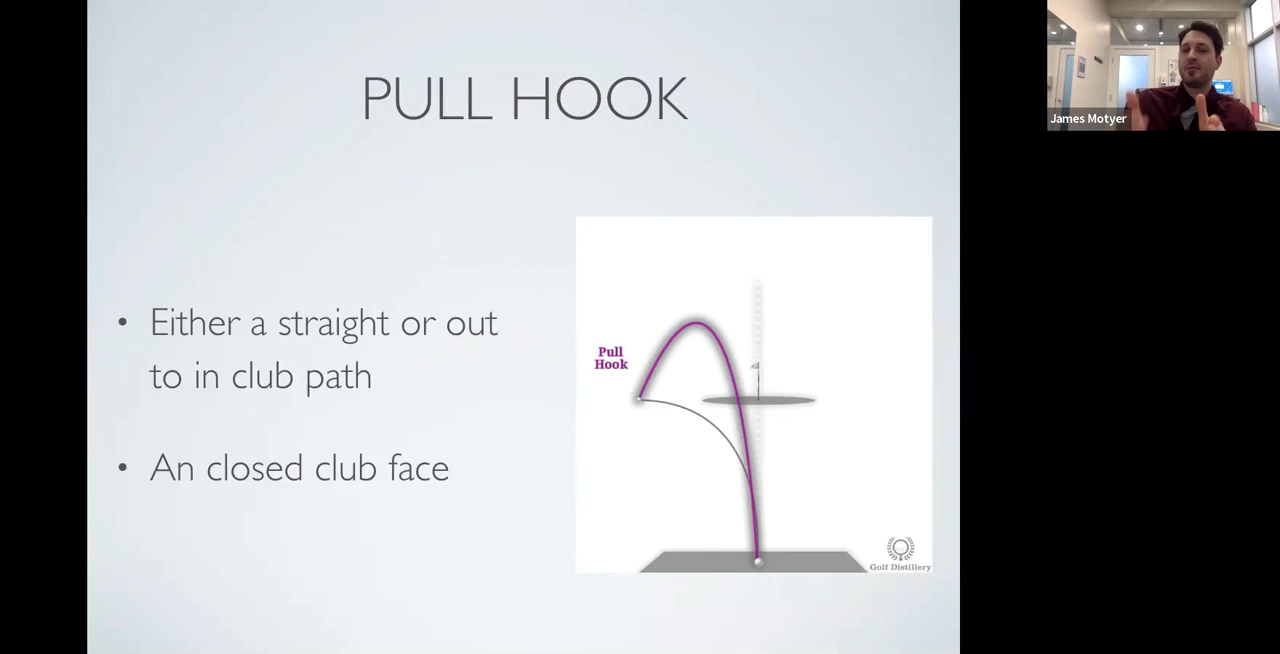 PULL HOOK
• Either a straight or out
to in club path
• An closed club face
Pull
Hook
Golf Distillery
James Motyer